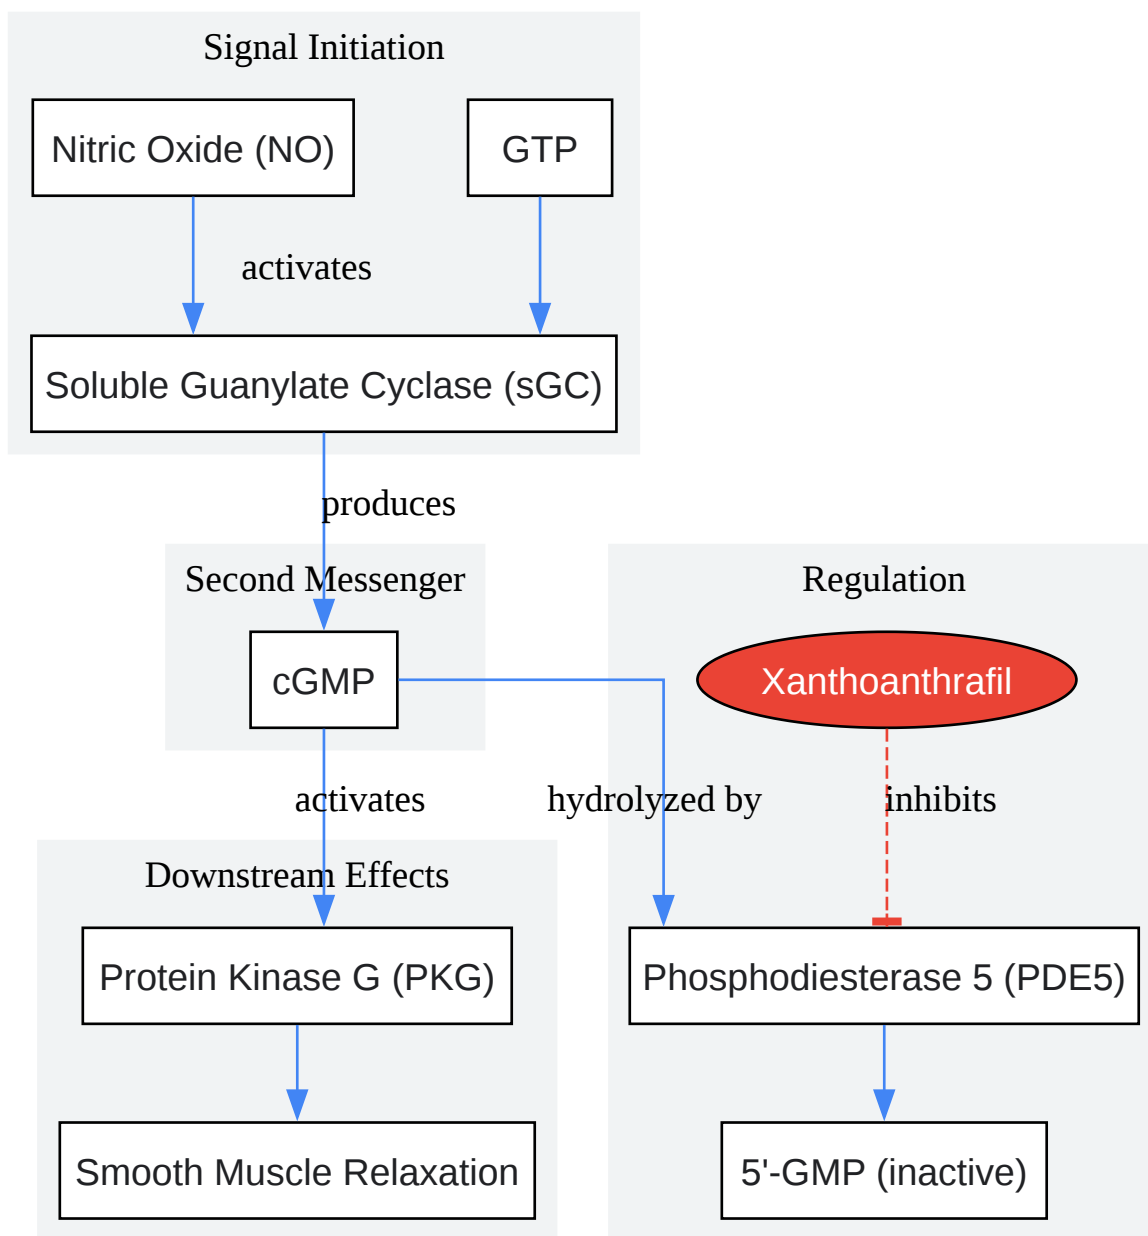 Signal Initiation
Nitric Oxide (NO)
GTP
activates
Soluble Guanylate Cyclase (sGC)
produces
Second Messenger
Regulation
cGMP
Xanthoanthrafil
activates
hydrolyzed by
inhibits
Downstream Effects
Protein Kinase G (PKG)
Phosphodiesterase 5 (PDE5)
Smooth Muscle Relaxation
5'-GMP (inactive)